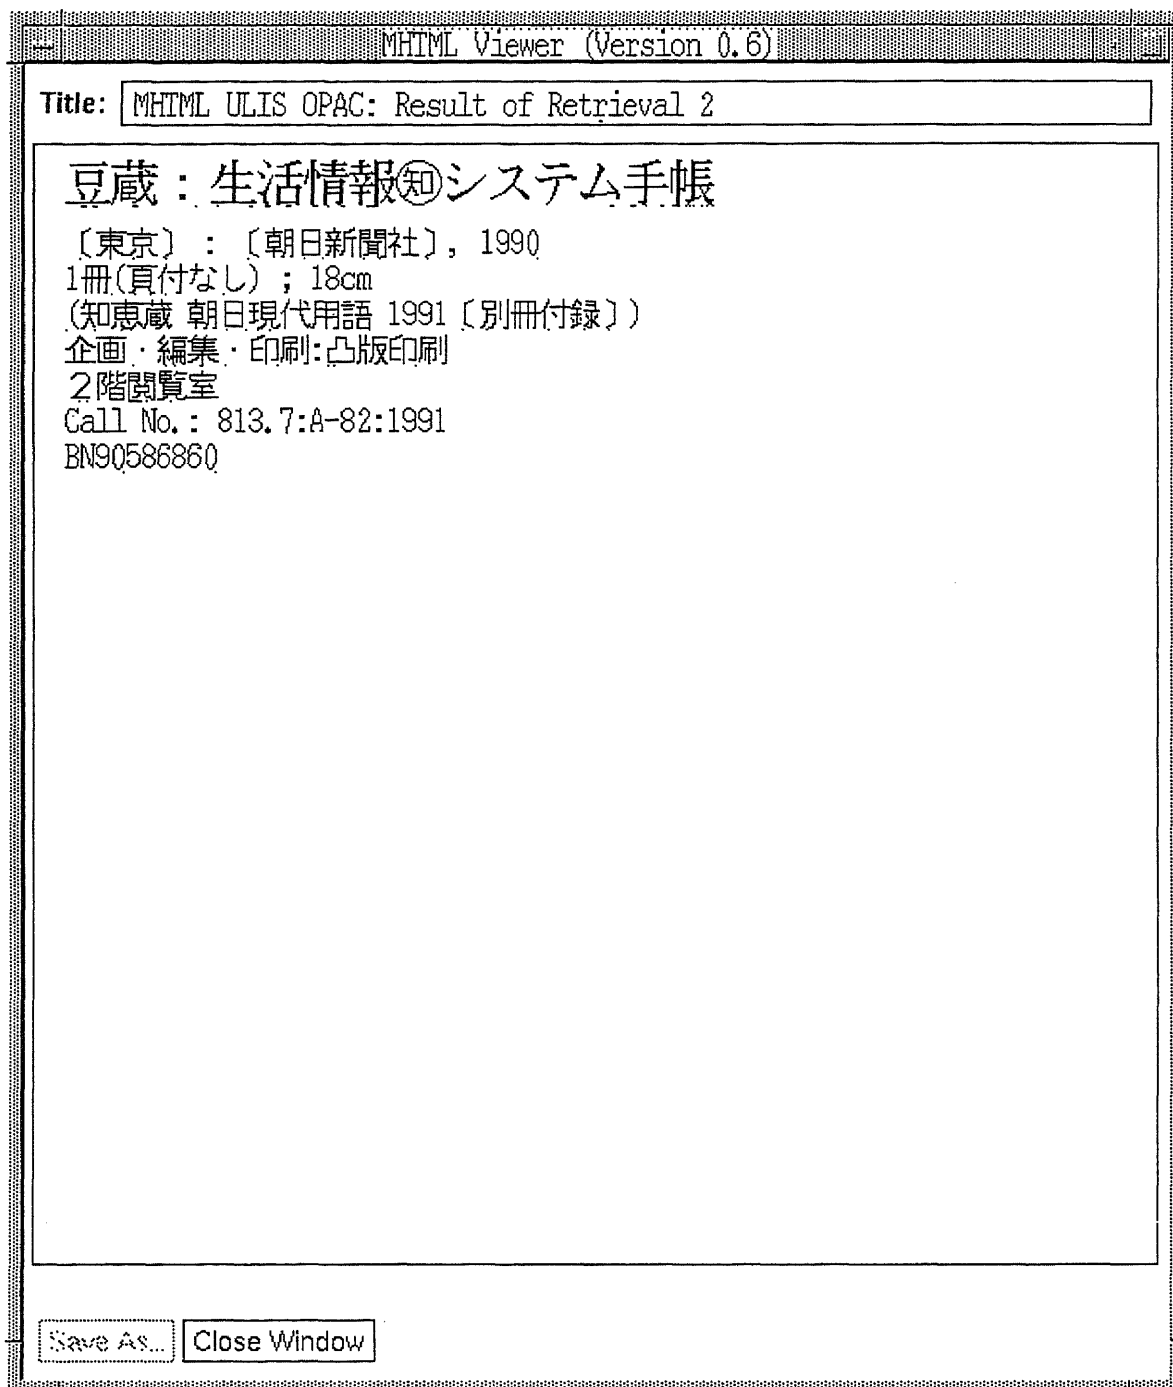 MHTML Viewer (Version 0.6)
Title: MHTML ULIS OPAC: Result of Retrieval 2
豆蔵：生活情報㊙システム手帳
〔東京〕 : 〔朝日新聞社〕, 1990
1冊(頁付なし) ; 18cm
(知恵蔵 朝日現代用語 1991〔別冊付録〕)
企画・編集・印刷:凸版印刷
２階閲覧室
Call No.: 813.7:A-82:1991
BN90586860
Save As... Close Window